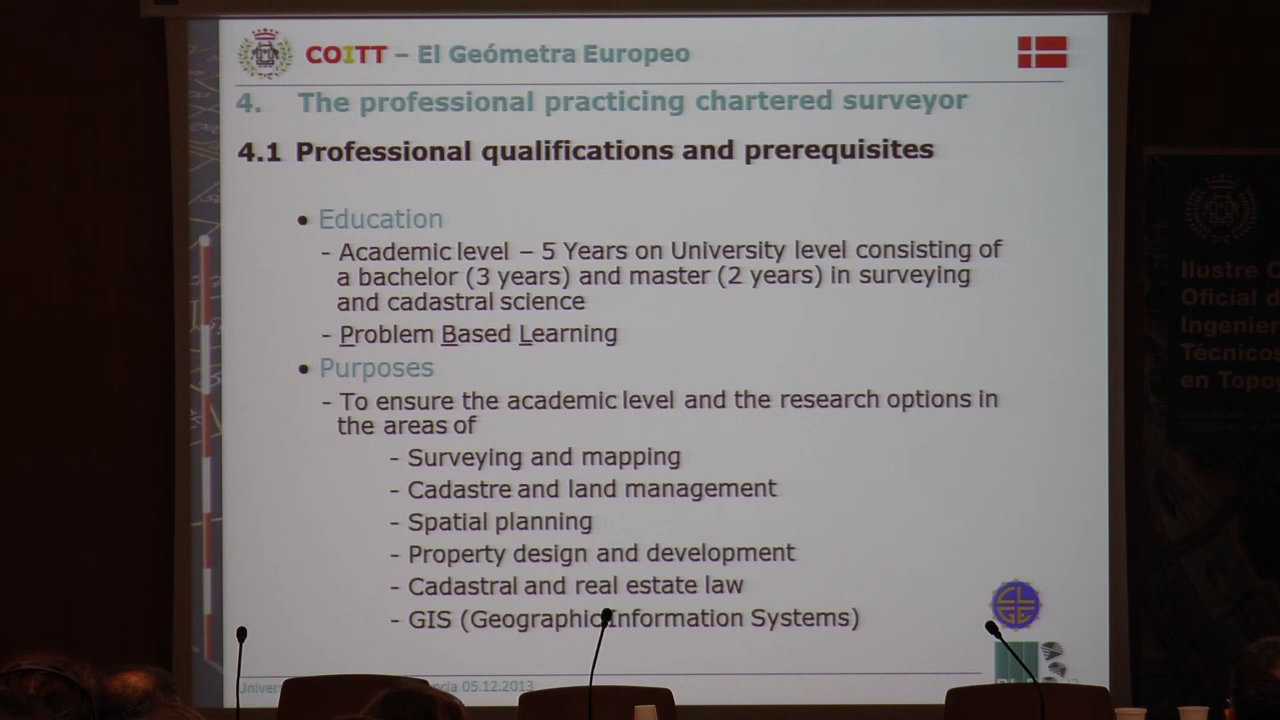 COITT – El Geómetra Europeo
4. The professional practicing chartered surveyor
4.1 Professional qualifications and prerequisites
• Education
- Academic level – 5 Years on University level consisting of
a bachelor (3 years) and master (2 years) in surveying
and cadastral science
- Problem Based Learning
• Purposes
- To ensure the academic level and the research options in
the areas of
- Surveying and mapping
- Cadastre and land management
- Spatial planning
- Property design and development
- Cadastral and real estate law
- GIS (Geographic Information Systems)
CLGE
05.12.2013
Ilustre
Oficial
en